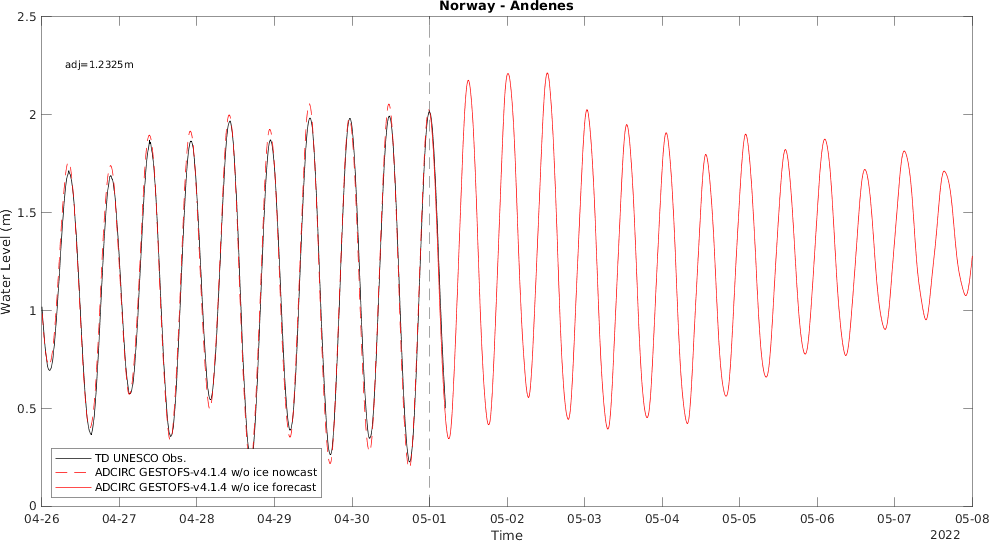 Norway - Andenes
adj=1.2325m
Water Level (m)
2.5
2
1.5
1
0.5
0
TD UNESCO Obs.
ADCIRC GESTOFS-v4.1.4 w/o ice nowcast
ADCIRC GESTOFS-v4.1.4 w/o ice forecast
04-26 04-27 04-28 04-29 04-30 05-01 05-02 05-03 05-04 05-05 05-06 05-07 05-08
Time
2022